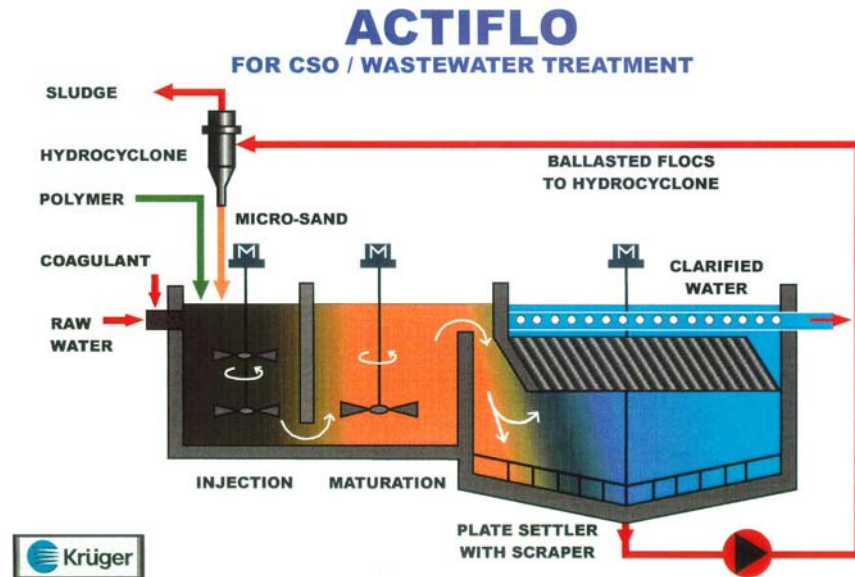 ACTIFLO
FOR CSO / WASTEWATER TREATMENT
SLUDGE
HYDROCYCLONE
BALLASTED FLOCS
TO HYDROCYCLONE
POLYMER
MICRO-SAND
COAGULANT
M
M
M
CLARIFIED
WATER
RAW
WATER
INJECTION
MATURATION
PLATE SETTLER
WITH SCRAPER
Krüger